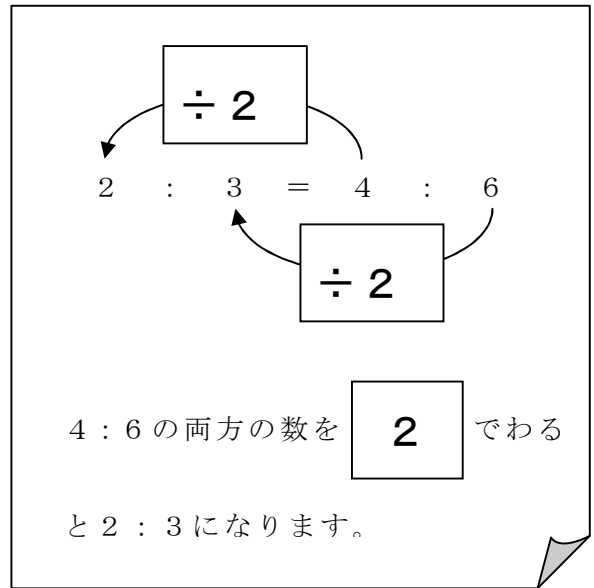 ÷２
２ ： ３ ＝ ４ ： ６
÷２
４：６の両方の数を ２ でわる
と２：３になります。